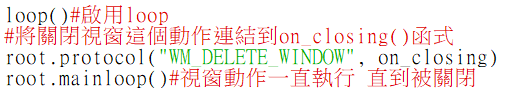 loop()#啟用loop
#將關閉視窗這個動作連結到on_closing()函式
root.protocol("WM_DELETE_WINDOW", on_closing)
root.mainloop()#視窗動作一直執行 直到被關閉